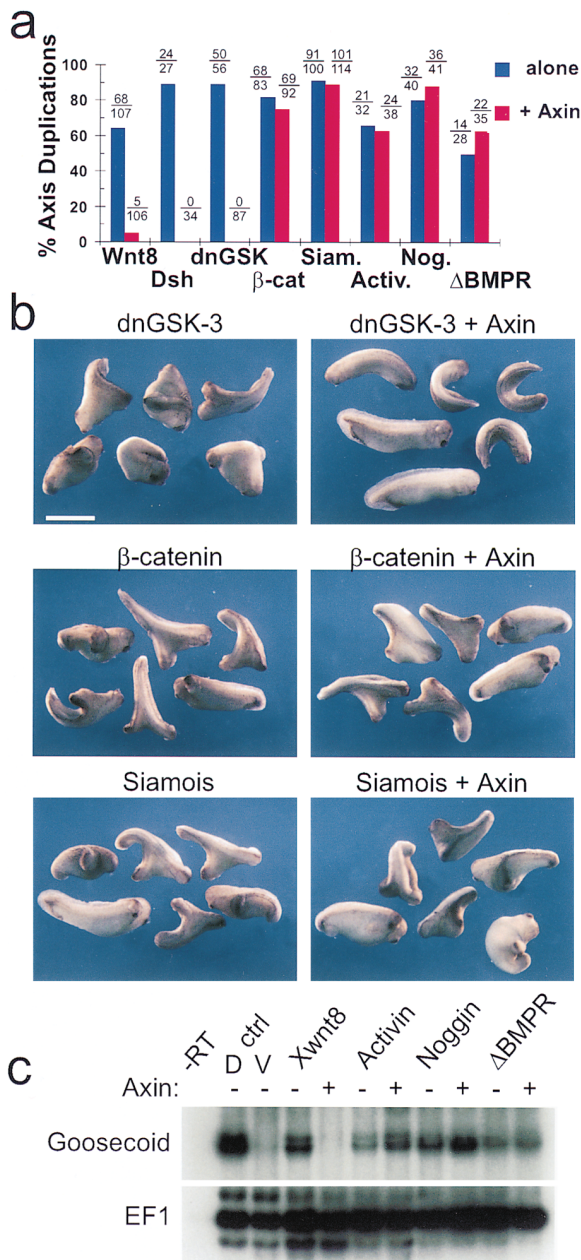 a
% Axis Duplications
100
80
60
40
20
0
68/107
5/106
24/27
0/34
50/56
0/87
68/83
69/92
91/100
101/114
21/32
24/38
32/40
36/41
14/28
22/35
alone
+ Axin
Wnt8 dnGSK Siam. Nog.
Dsh β-cat Activ. ΔBMPR
b
dnGSK-3 dnGSK-3 + Axin
β-catenin β-catenin + Axin
Siamois Siamois + Axin
c
-RT ctrl Xwnt8 Activin Noggin ΔBMPR
D V
Axin: - - - + - + - + - +
Goosecoid
EF1